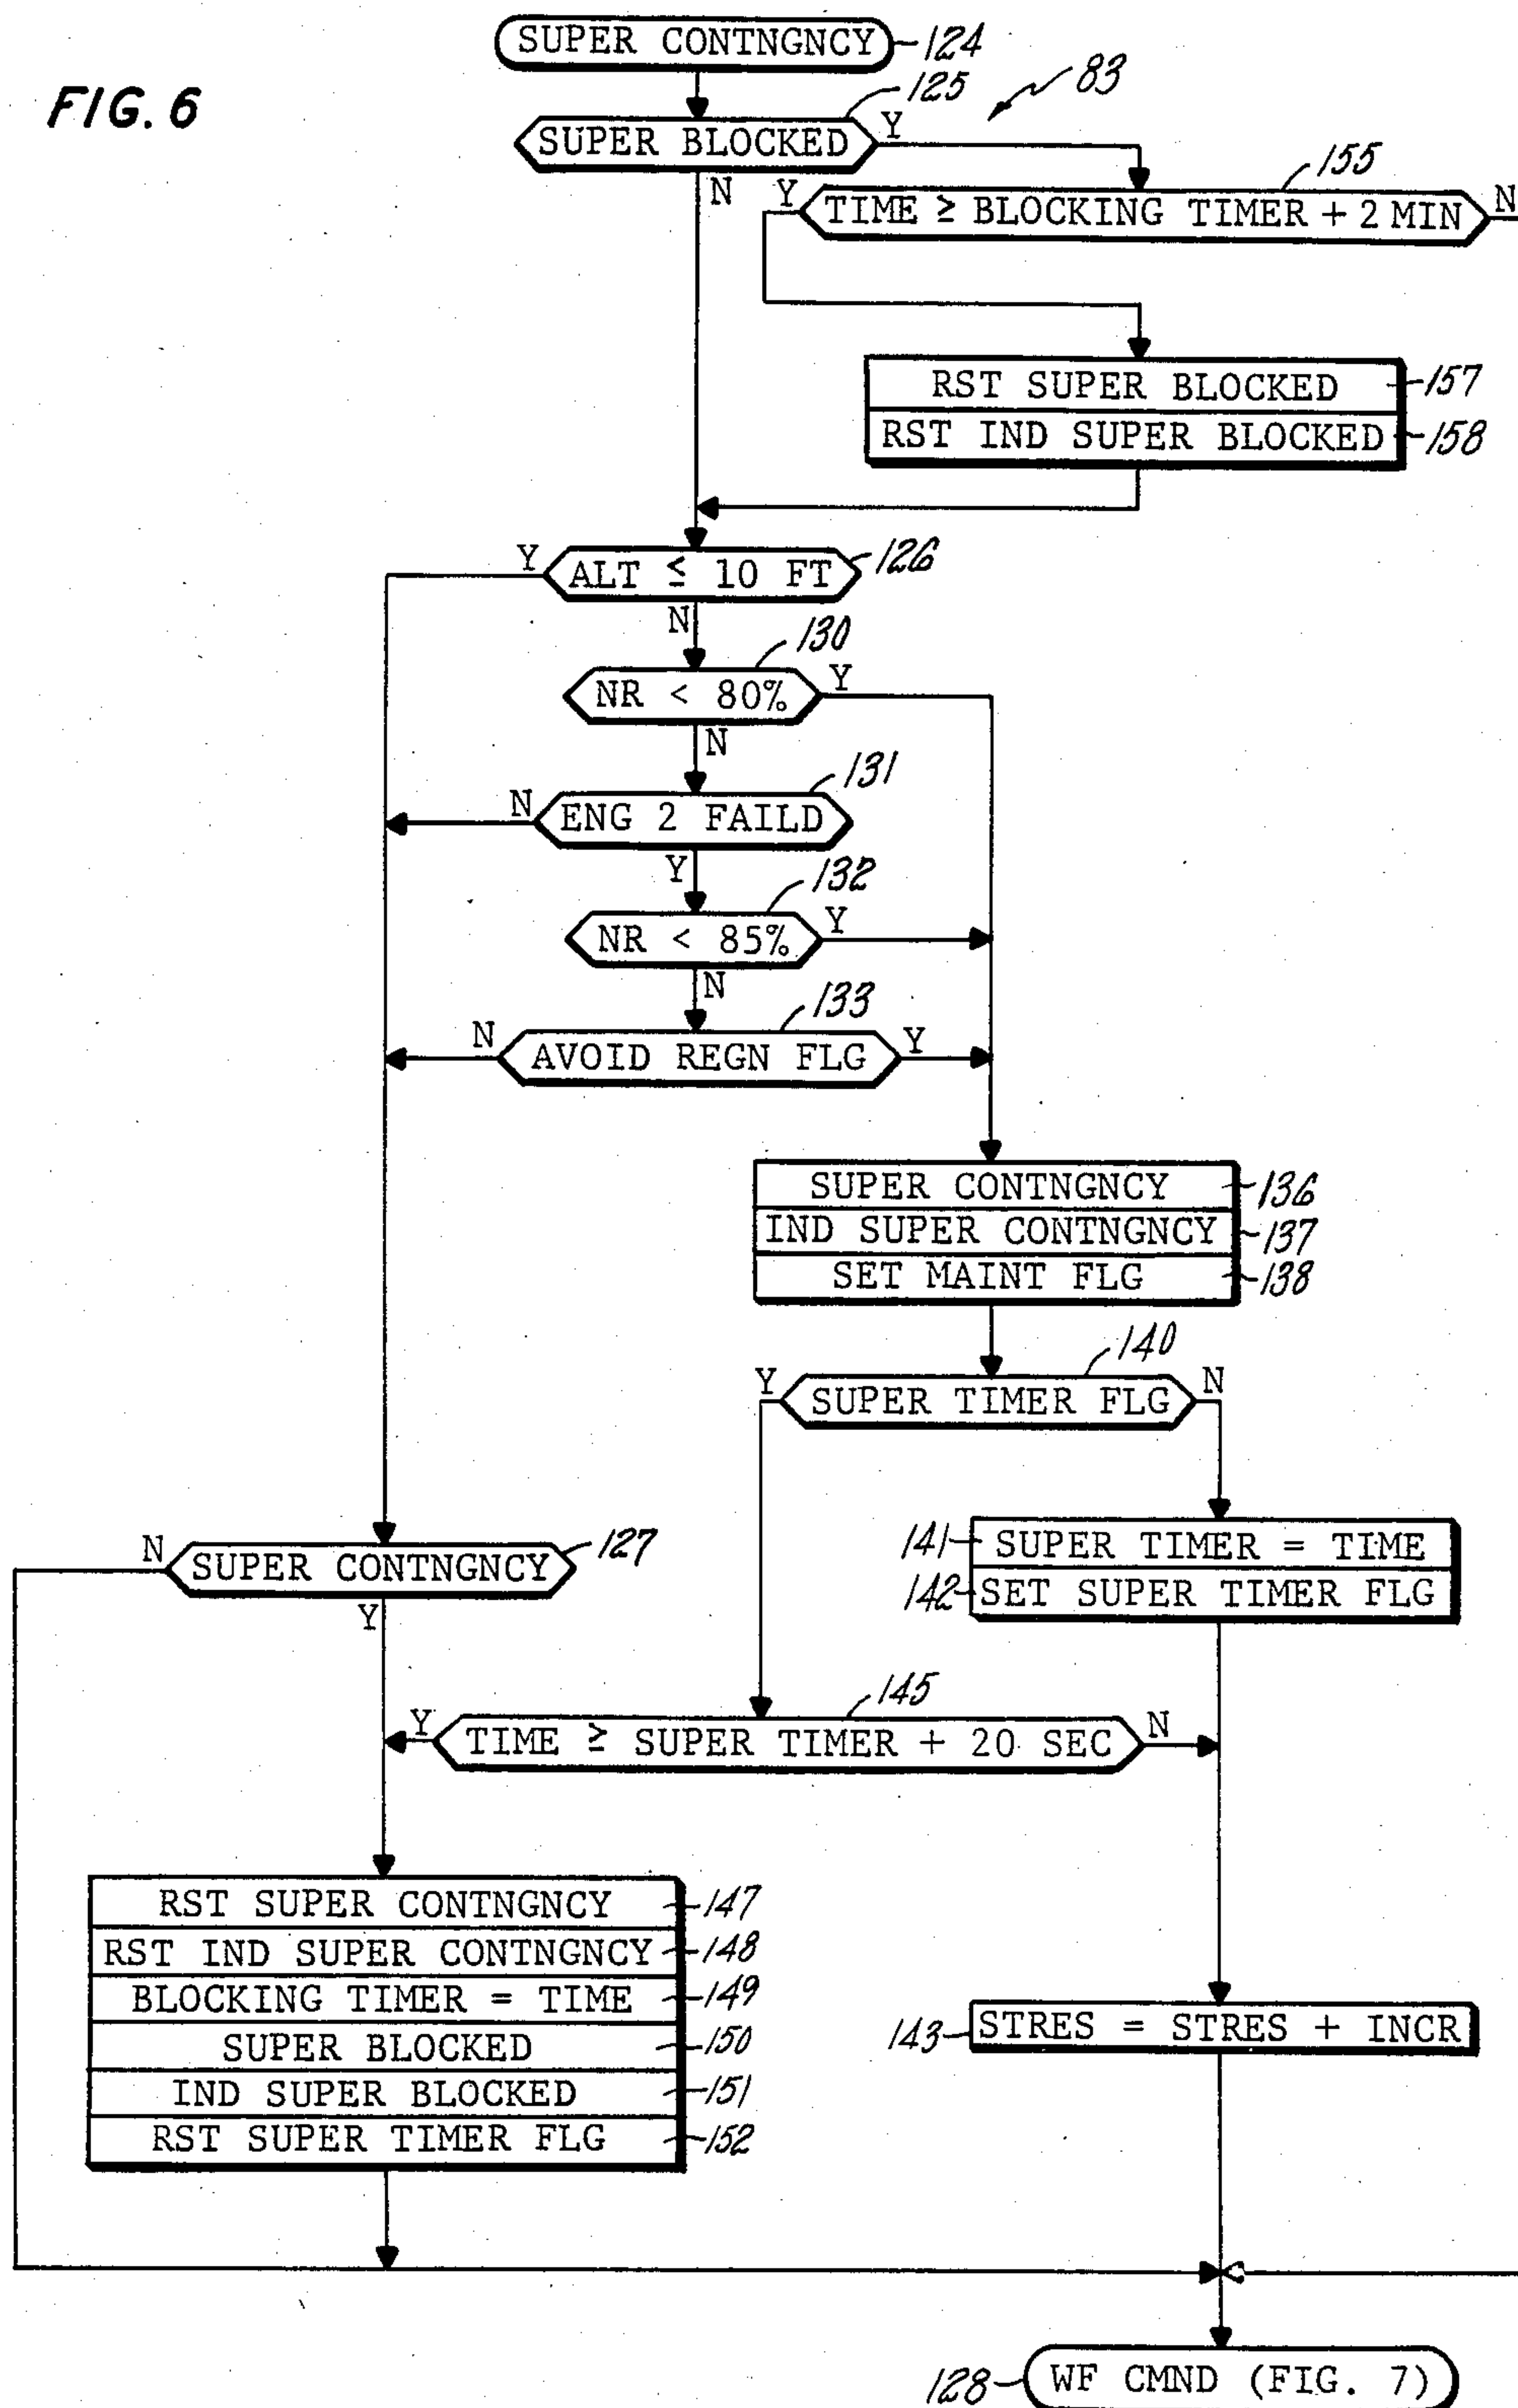 FIG. 6
SUPER CONTNGNCY 124
83
125
SUPER BLOCKED
Y
N
155
Y
TIME ≥ BLOCKING TIMER + 2 MIN
N
RST SUPER BLOCKED 157
RST IND SUPER BLOCKED 158
Y
ALT ≤ 10 FT 126
N
130
NR < 80%
Y
N
131
N
ENG 2 FAILD
Y
132
NR < 85%
Y
N
133
N
AVOID REGN FLG
Y
SUPER CONTNGNCY 136
IND SUPER CONTNGNCY 137
SET MAINT FLG 138
140
Y
SUPER TIMER FLG
N
141 SUPER TIMER = TIME
142 SET SUPER TIMER FLG
N
SUPER CONTNGNCY 127
Y
145
Y
TIME ≥ SUPER TIMER + 20 SEC
N
RST SUPER CONTNGNCY 147
RST IND SUPER CONTNGNCY 148
BLOCKING TIMER = TIME 149
SUPER BLOCKED 150
IND SUPER BLOCKED 151
RST SUPER TIMER FLG 152
143 STRES = STRES + INCR
128 WF CMND (FIG. 7)